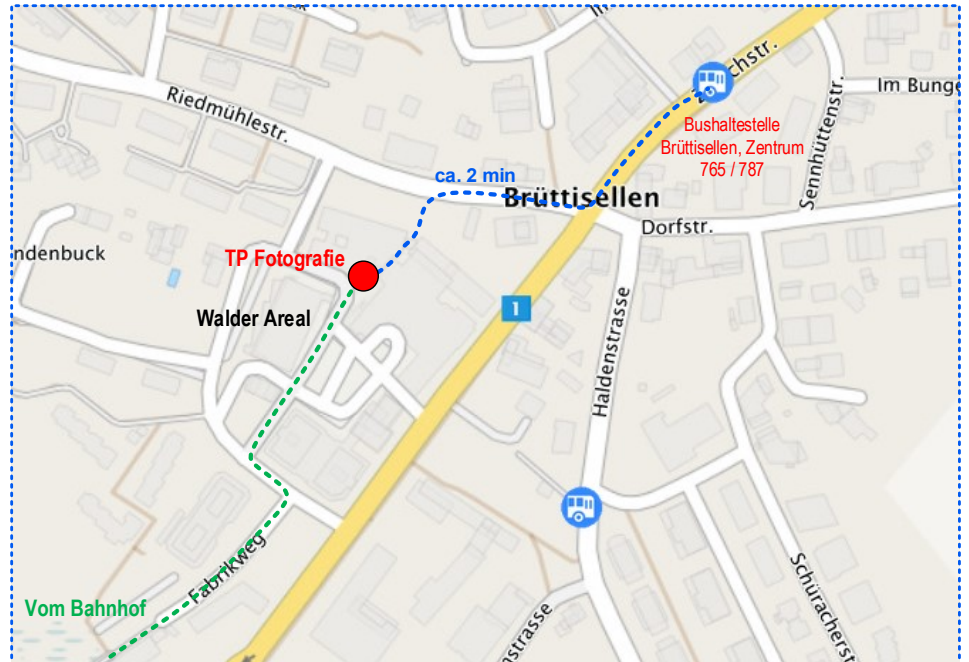 Riedmühlestr.
Im Bunge
Bushaltestelle
Brüttisellen, Zentrum
765 / 787
Sennhüttenstr.
ca. 2 min
Brüttisellen
Dorfstr.
ndenbuck
TP Fotografie
Walder Areal
1
Haldenstrasse
Fabrikweg
Vom Bahnhof
nstrasse
Schüracherst